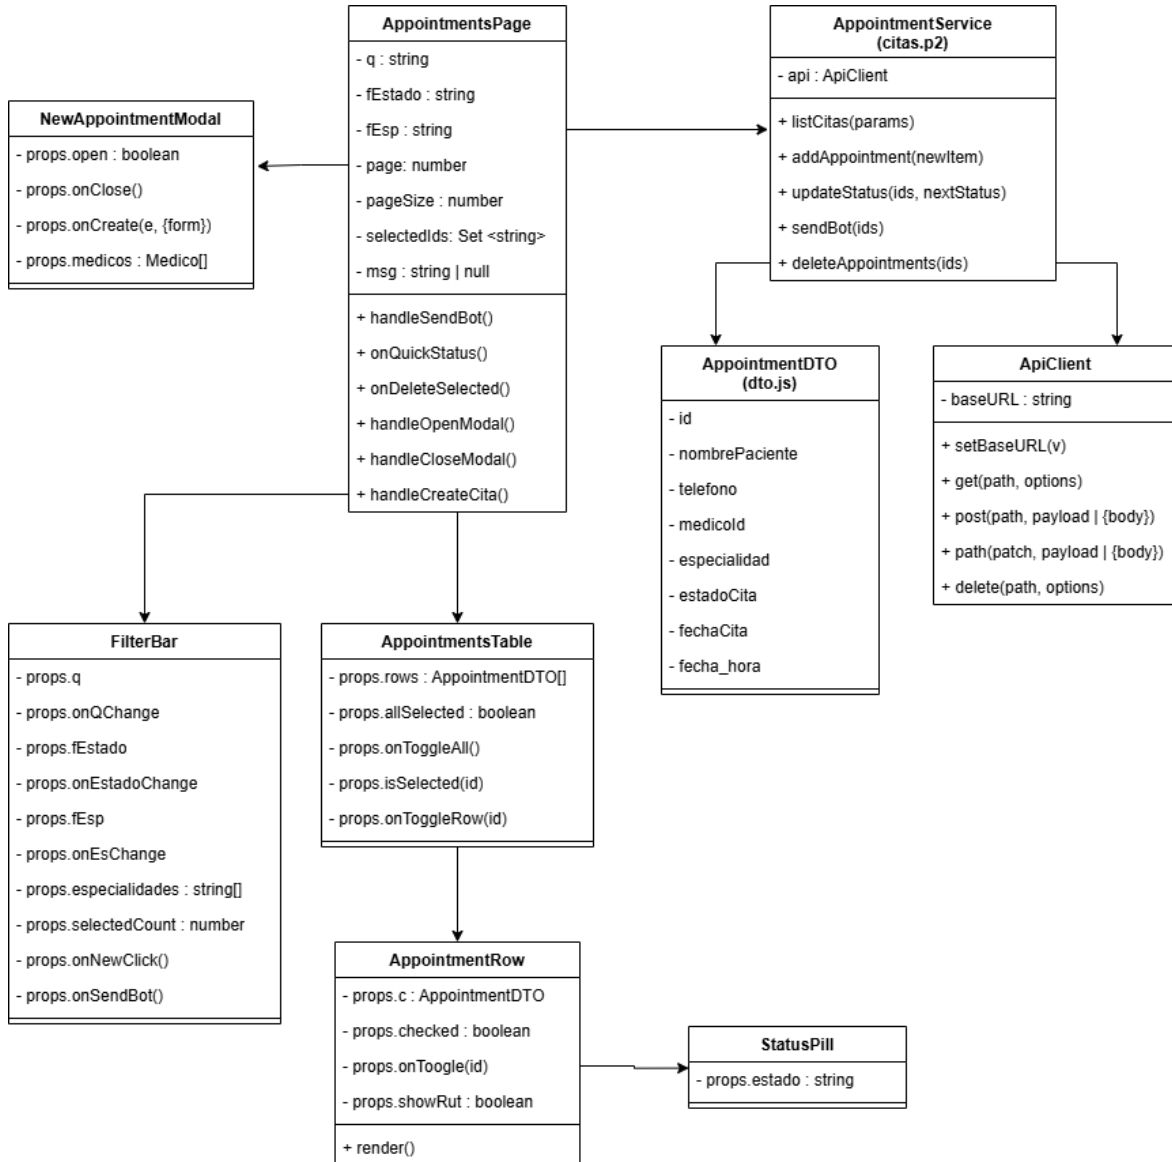 AppointmentsPage
- q : string
- fEstado : string
- fEsp : string
- page: number
- pageSize : number
- selectedIds: Set <string>
- msg : string | null
+ handleSendBot()
+ onQuickStatus()
+ onDeleteSelected()
+ handleOpenModal()
+ handleCloseModal()
+ handleCreateCita()
AppointmentService
(citas.p2)
- api : ApiClient
+ listCitas(params)
+ addAppointment(newItem)
+ updateStatus(ids, nextStatus)
+ sendBot(ids)
+ deleteAppointments(ids)
NewAppointmentModal
- props.open : boolean
- props.onClose()
- props.onCreate(e, {form})
- props.medicos : Medico[]
AppointmentDTO
(dto.js)
- id
- nombrePaciente
- telefono
- medicoId
- especialidad
- estadoCita
- fechaCita
- fecha_hora
ApiClient
- baseURL : string
+ setBaseURL(v)
+ get(path, options)
+ post(path, payload | {body})
+ path(patch, payload | {body})
+ delete(path, options)
FilterBar
- props.q
- props.onQChange
- props.fEstado
- props.onEstadoChange
- props.fEsp
- props.onEsChange
- props.especialidades : string[]
- props.selectedCount : number
- props.onNewClick()
- props.onSendBot()
AppointmentsTable
- props.rows : AppointmentDTO[]
- props.allSelected : boolean
- props.onToggleAll()
- props.isSelected(id)
- props.onToggleRow(id)
AppointmentRow
- props.c : AppointmentDTO
- props.checked : boolean
- props.onToogle(id)
- props.showRut : boolean
+ render()
StatusPill
- props.estado : string